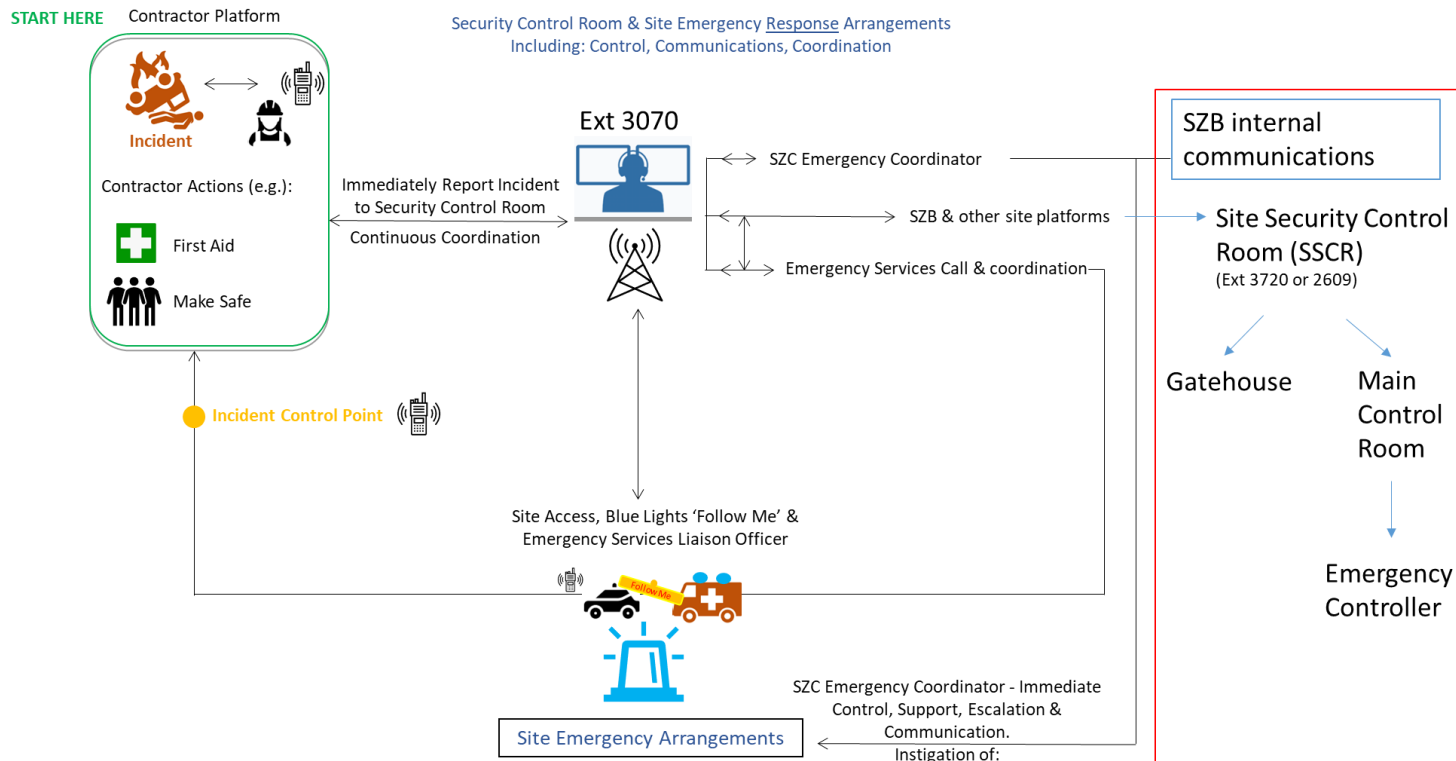 START HERE
Contractor Platform
Security Control Room & Site Emergency Response Arrangements
Including: Control, Communications, Coordination
Incident
Contractor Actions (e.g.):
First Aid
Make Safe
Immediately Report Incident
to Security Control Room
Continuous Coordination
Ext 3070
SZC Emergency Coordinator
SZB & other site platforms
Emergency Services Call & coordination
SZB internal
communications
Site Security Control
Room (SSCR)
(Ext 3720 or 2609)
Gatehouse
Main
Control
Room
Emergency
Controller
Incident Control Point
Site Access, Blue Lights ‘Follow Me’ &
Emergency Services Liaison Officer
Follow Me
Site Emergency Arrangements
SZC Emergency Coordinator - Immediate
Control, Support, Escalation &
Communication.
Instigation of: